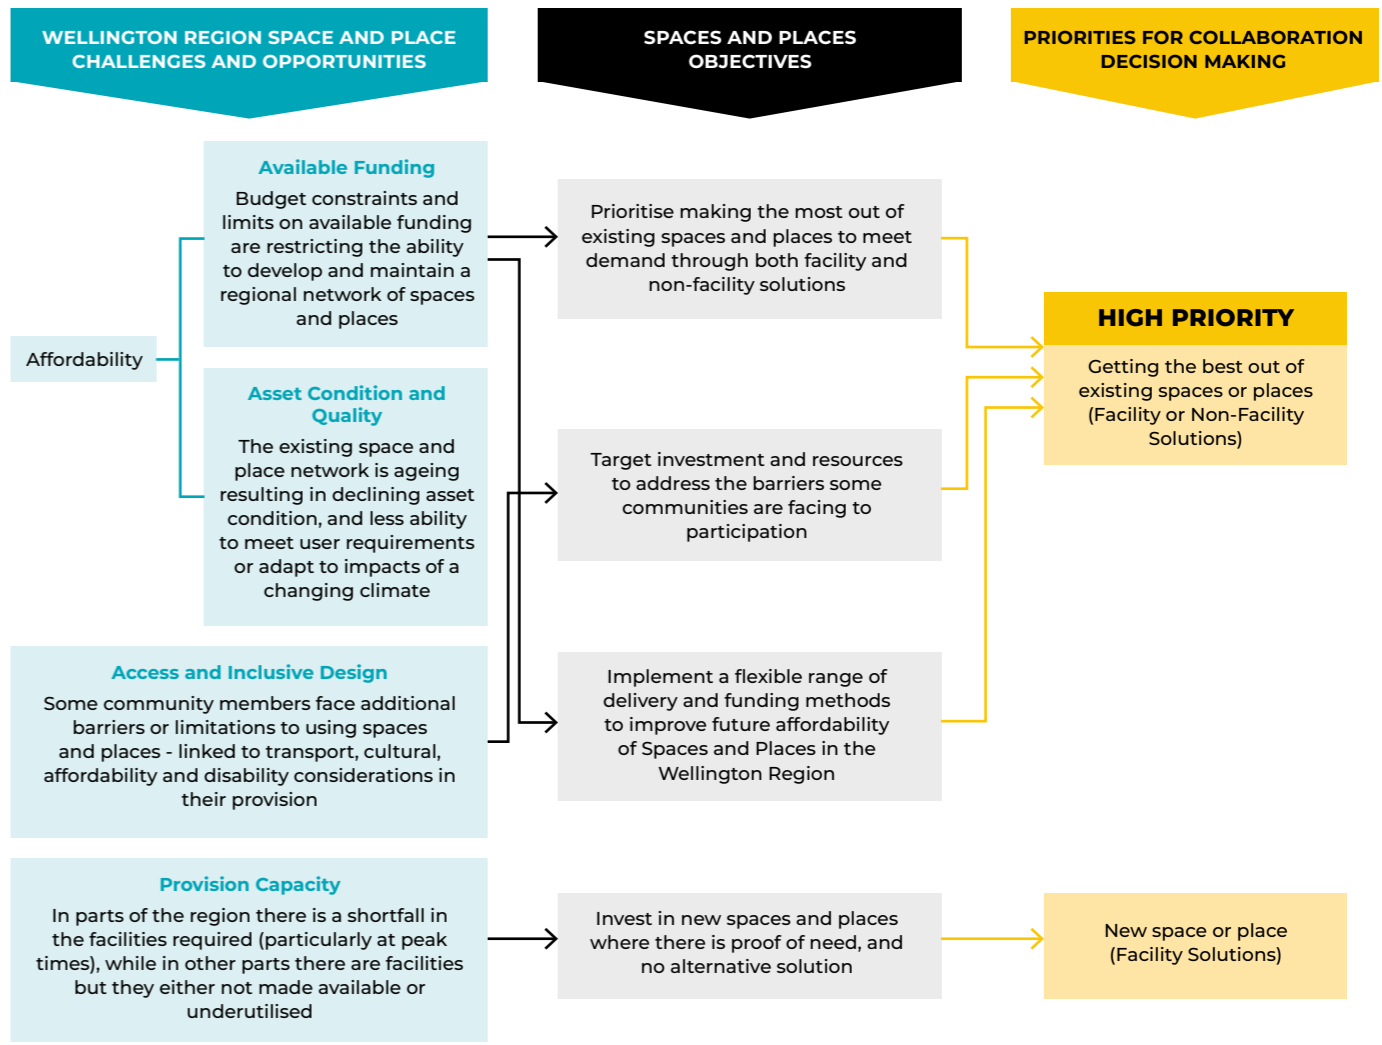 WELLINGTON REGION SPACE AND PLACE
CHALLENGES AND OPPORTUNITIES
SPACES AND PLACES
OBJECTIVES
PRIORITIES FOR COLLABORATION
DECISION MAKING
Affordability
Available Funding
Budget constraints and
limits on available funding
are restricting the ability
to develop and maintain a
regional network of spaces
and places
Asset Condition and
Quality
The existing space and
place network is ageing
resulting in declining asset
condition, and less ability
to meet user requirements
or adapt to impacts of a
changing climate
Access and Inclusive Design
Some community members face additional
barriers or limitations to using spaces
and places - linked to transport, cultural,
affordability and disability considerations in
their provision
Provision Capacity
In parts of the region there is a shortfall in
the facilities required (particularly at peak
times), while in other parts there are facilities
but they either not made available or
underutilised
Prioritise making the most out of
existing spaces and places to meet
demand through both facility and
non-facility solutions
Target investment and resources
to address the barriers some
communities are facing to
participation
Implement a flexible range of
delivery and funding methods
to improve future affordability
of Spaces and Places in the
Wellington Region
Invest in new spaces and places
where there is proof of need, and
no alternative solution
HIGH PRIORITY
Getting the best out of
existing spaces or places
(Facility or Non-Facility
Solutions)
New space or place
(Facility Solutions)